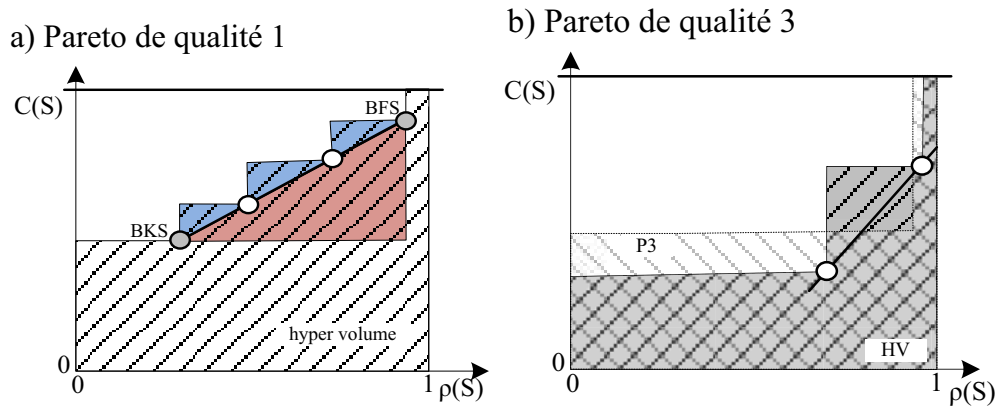 a) Pareto de qualité 1
C(S)
BFS
BKS
hyper volume
0
0
1
ρ(S)
b) Pareto de qualité 3
C(S)
P3
HV
0
0
1
ρ(S)